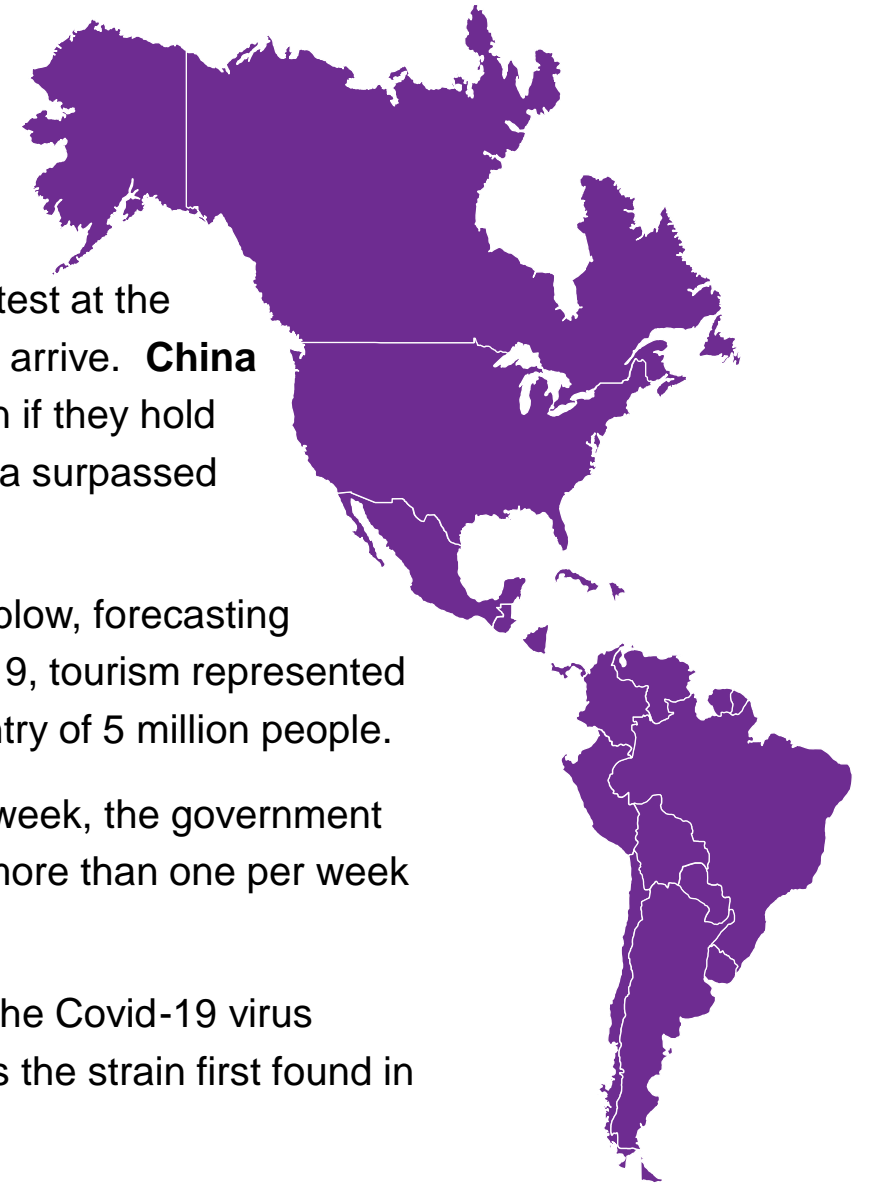 test at the
arrive. China
if they hold
a surpassed
forecasting
9, tourism represented
ntry of 5 million people.
week, the government
more than one per week
he Covid-19 virus
s the strain first found in